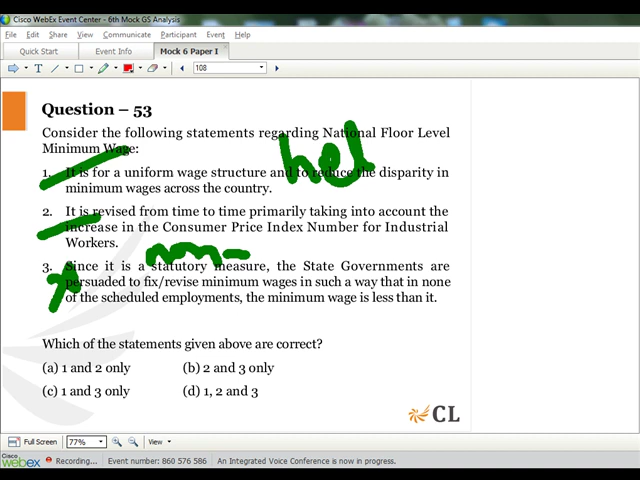 Cisco WebEx Event Center - 6th Mock GS Analysis
File Edit Share View Communicate Participant Event Help
Quick Start Event Info Mock 6 Paper I
T 108
Question – 53
Consider the following statements regarding National Floor Level
Minimum Wage:
1. It is for a uniform wage structure and to reduce the disparity in
minimum wages across the country.
2. It is revised from time to time primarily taking into account the
increase in the Consumer Price Index Number for Industrial
Workers.
3. Since it is a statutory measure, the State Governments are
persuaded to fix/revise minimum wages in such a way that in none
of the scheduled employments, the minimum wage is less than it.
Which of the statements given above are correct?
(a) 1 and 2 only (b) 2 and 3 only
(c) 1 and 3 only (d) 1, 2 and 3
CL
Full Screen 77% View
Cisco
webex Recording... Event number: 860 576 586 An Integrated Voice Conference is now in progress.